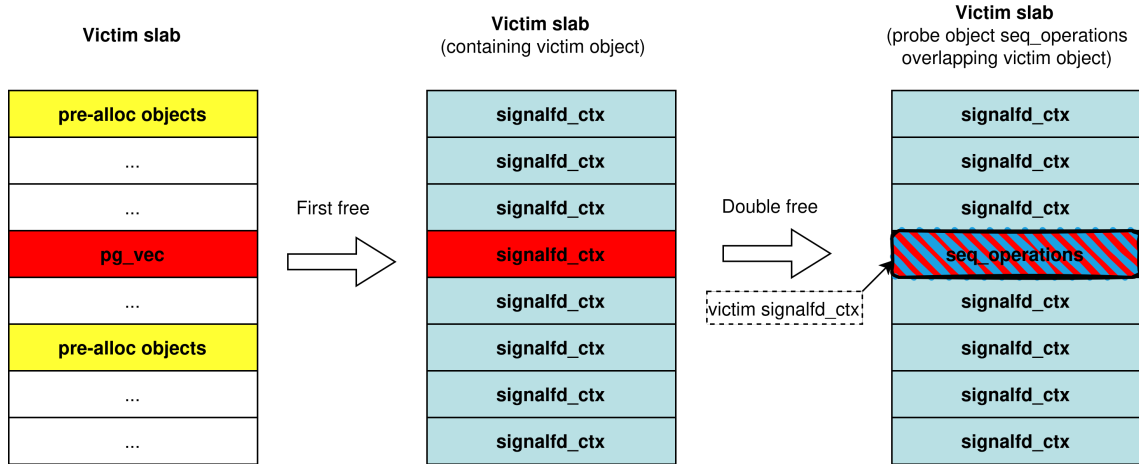 Victim slab
pre-alloc objects
...
...
pg_vec
...
pre-alloc objects
...
...
First free
Victim slab
(containing victim object)
signalfd_ctx
signalfd_ctx
signalfd_ctx
signalfd_ctx
signalfd_ctx
signalfd_ctx
signalfd_ctx
signalfd_ctx
Double free
victim signalfd_ctx
Victim slab
(probe object seq_operations
overlapping victim object)
signalfd_ctx
signalfd_ctx
signalfd_ctx
seq_operations
signalfd_ctx
signalfd_ctx
signalfd_ctx
signalfd_ctx